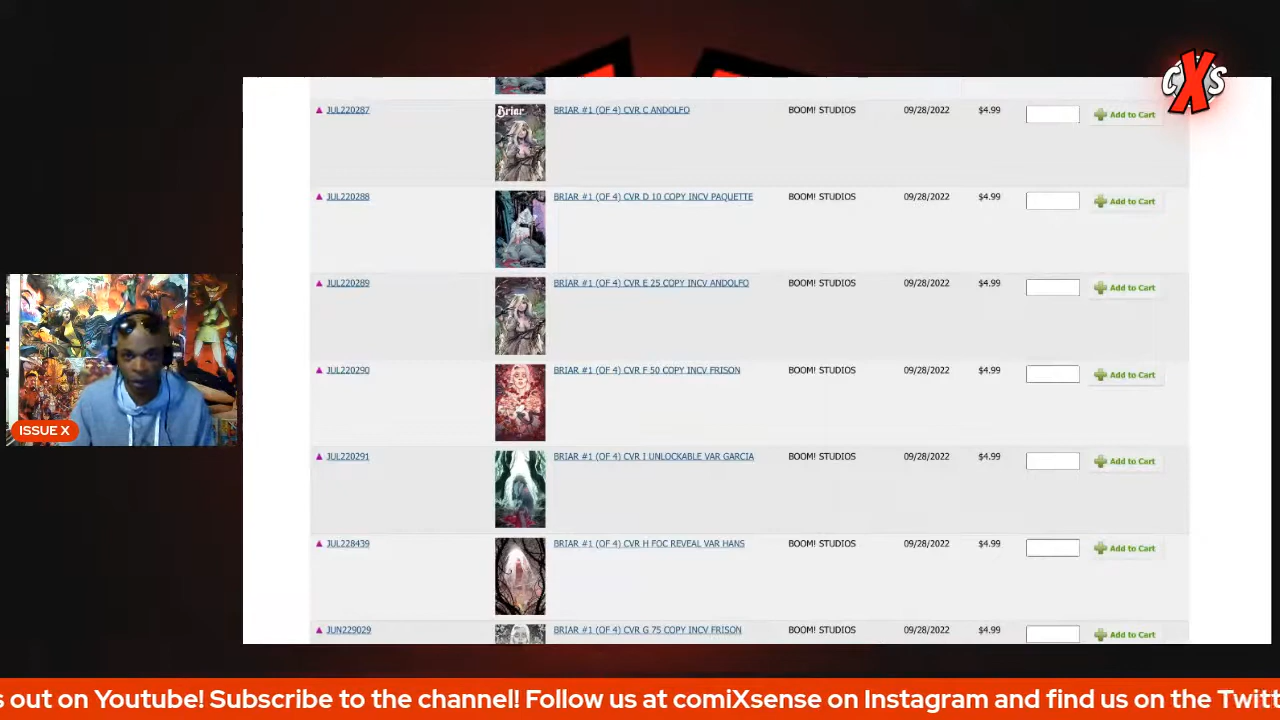 CXS
JUL220287 Briar BRIAR #1 (OF 4) CVR C ANDOLFO BOOM! STUDIOS 09/28/2022 $4.99 Add to Cart
JUL220288 BRIAR #1 (OF 4) CVR D 10 COPY INCV PAQUETTE BOOM! STUDIOS 09/28/2022 $4.99 Add to Cart
JUL220289 BRIAR #1 (OF 4) CVR E 25 COPY INCV ANDOLFO BOOM! STUDIOS 09/28/2022 $4.99 Add to Cart
JUL220290 BRIAR #1 (OF 4) CVR F 50 COPY INCV FRISON BOOM! STUDIOS 09/28/2022 $4.99 Add to Cart
ISSUE X
JUL220291 BRIAR #1 (OF 4) CVR I UNLOCKABLE VAR GARCIA BOOM! STUDIOS 09/28/2022 $4.99 Add to Cart
JUL228439 BRIAR #1 (OF 4) CVR H FOC REVEAL VAR HANS BOOM! STUDIOS 09/28/2022 $4.99 Add to Cart
JUN229029 BRIAR #1 (OF 4) CVR G 75 COPY INCV FRISON BOOM! STUDIOS 09/28/2022 $4.99 Add to Cart
s out on Youtube! Subscribe to the channel! Follow us at comiXsense on Instagram and find us on the Twitt